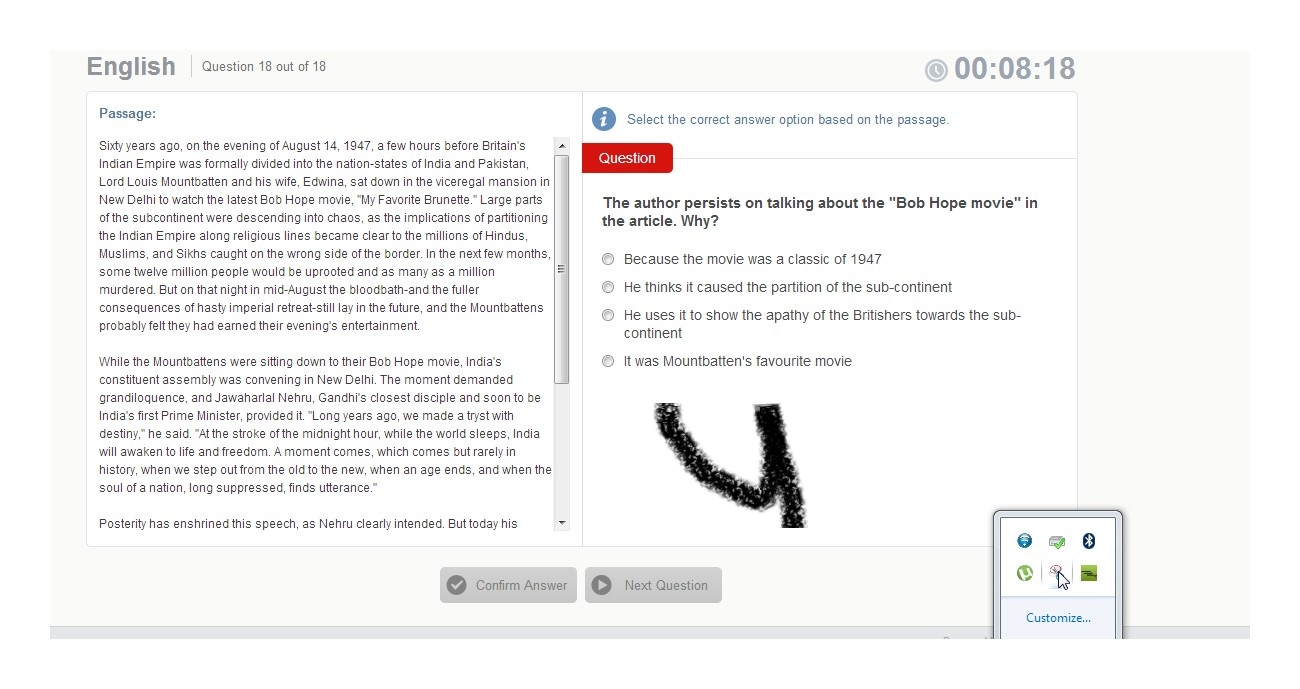 English
Question 18 out of 18
00:08:18
Passage:
Sixty years ago, on the evening of August 14, 1947, a few hours before Britain's
Indian Empire was formally divided into the nation-states of India and Pakistan,
Lord Louis Mountbatten and his wife, Edwina, sat down in the viceregal mansion in
New Delhi to watch the latest Bob Hope movie, "My Favorite Brunette." Large parts
of the subcontinent were descending into chaos, as the implications of partitioning
the Indian Empire along religious lines became clear to the millions of Hindus,
Muslims, and Sikhs caught on the wrong side of the border. In the next few months,
some twelve million people would be uprooted and as many as a million
murdered. But on that night in mid-August the bloodbath-and the fuller
consequences of hasty imperial retreat-still lay in the future, and the Mountbattens
probably felt they had earned their evening's entertainment.
While the Mountbattens were sitting down to their Bob Hope movie, India's
constituent assembly was convening in New Delhi. The moment demanded
grandiloquence, and Jawaharlal Nehru, Gandhi's closest disciple and soon to be
India's first Prime Minister, provided it. "Long years ago, we made a tryst with
destiny," he said. "At the stroke of the midnight hour, while the world sleeps, India
will awaken to life and freedom. A moment comes, which comes but rarely in
history, when we step out from the old to the new, when an age ends, and when the
soul of a nation, long suppressed, finds utterance."
Posterity has enshrined this speech, as Nehru clearly intended. But today his
Select the correct answer option based on the passage.
Question
The author persists on talking about the "Bob Hope movie" in
the article. Why?
Because the movie was a classic of 1947
He thinks it caused the partition of the sub-continent
He uses it to show the apathy of the Britishers towards the sub-
continent
It was Mountbatten's favourite movie
Confirm Answer
Next Question
Customize...